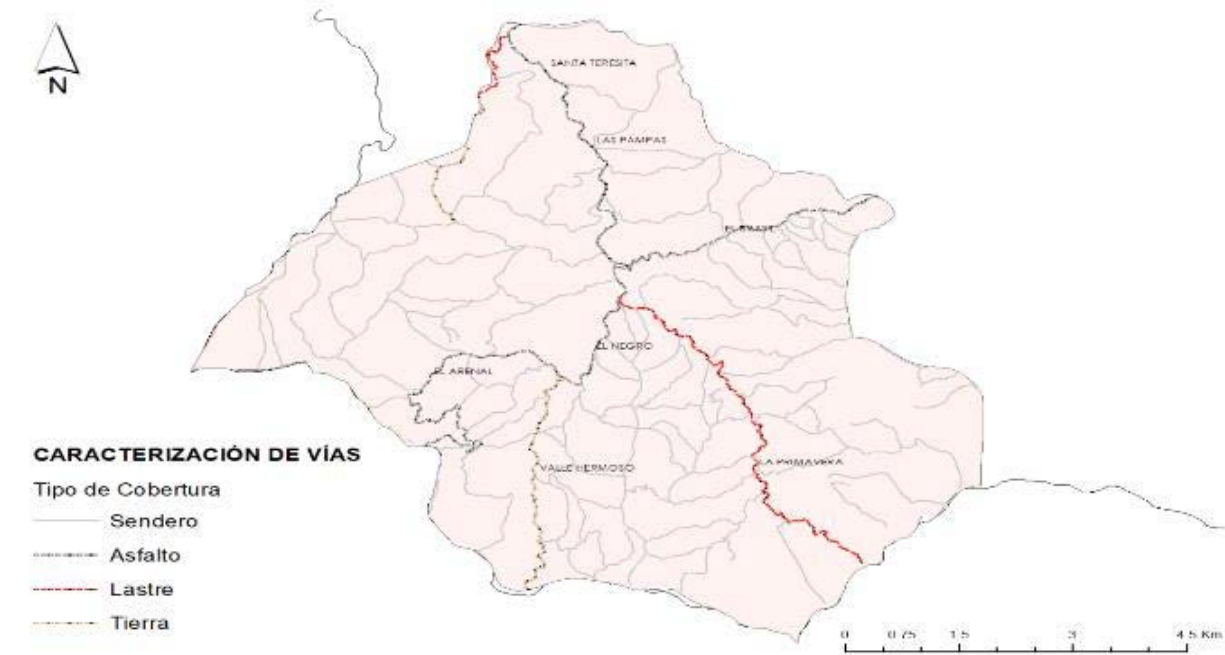 N
SANTA TERESITA
LAS PAMPAS
EL NEGRO
EL ARENAL
VALLE HERMOSO
LA PRIMAVERA
CARACTERIZACIÓN DE VÍAS
Tipo de Cobertura
Sendero
Asfalto
Lastre
Tierra
0 0.75 1.5 3 4.5 Km